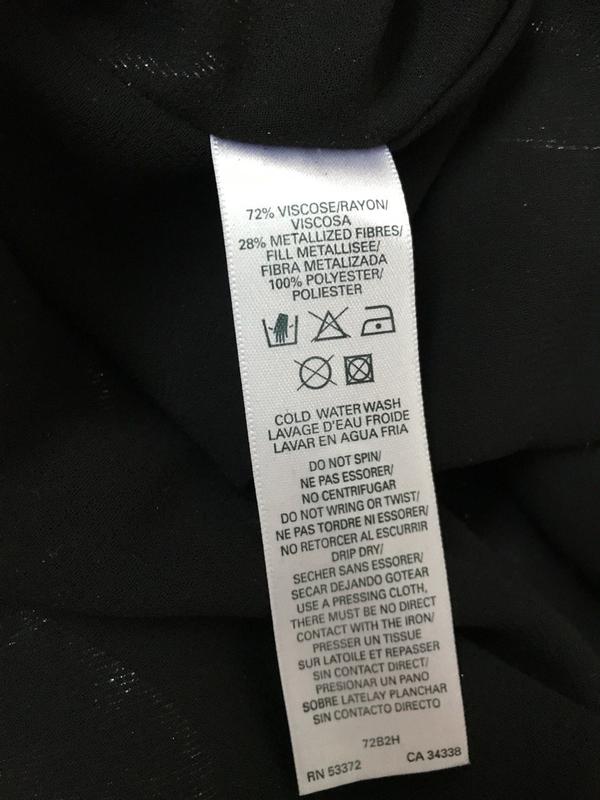 72% VISCOSE/RAYON/
VISCOSA
28% METALLIZED FIBRES/
FILL METALLISEE/
FIBRA METALIZADA
100% POLYESTER/
POLIESTER
COLD WATER WASH
LAVAGE D'EAU FROIDE
LAVAR EN AGUA FRIA
DO NOT SPIN/
NE PAS ESSORER/
NO CENTRIFUGAR
DO NOT WRING OR TWIST/
NE PAS TORDRE NI ESSORER/
NO RETORCER AL ESCURRIR
DRIP DRY/
SECHER SANS ESSORER/
SECAR DEJANDO GOTEAR
USE A PRESSING CLOTH,
THERE MUST BE NO DIRECT
CONTACT WITH THE IRON/
PRESSER UN TISSUE
SUR LATOILE ET REPASSER
SIN CONTACT DIRECT/
PRESIONAR UN PANO
SOBRE LATELAY PLANCHAR
SIN CONTACTO DIRECTO
72B2H
RN 53372 CA 34338